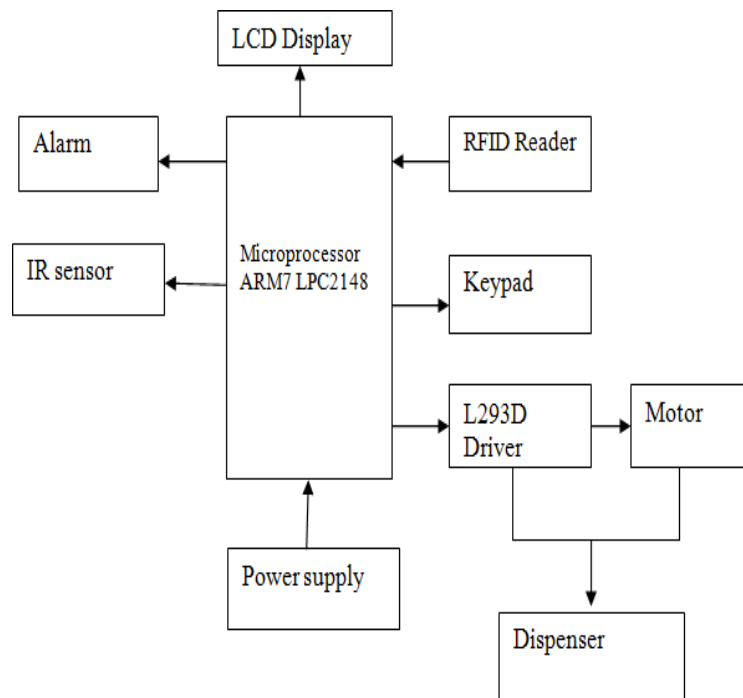 LCD Display
Alarm
RFID Reader
Microprocessor
ARM7 LPC2148
IR sensor
Keypad
L293D
Driver
Motor
Power supply
Dispenser